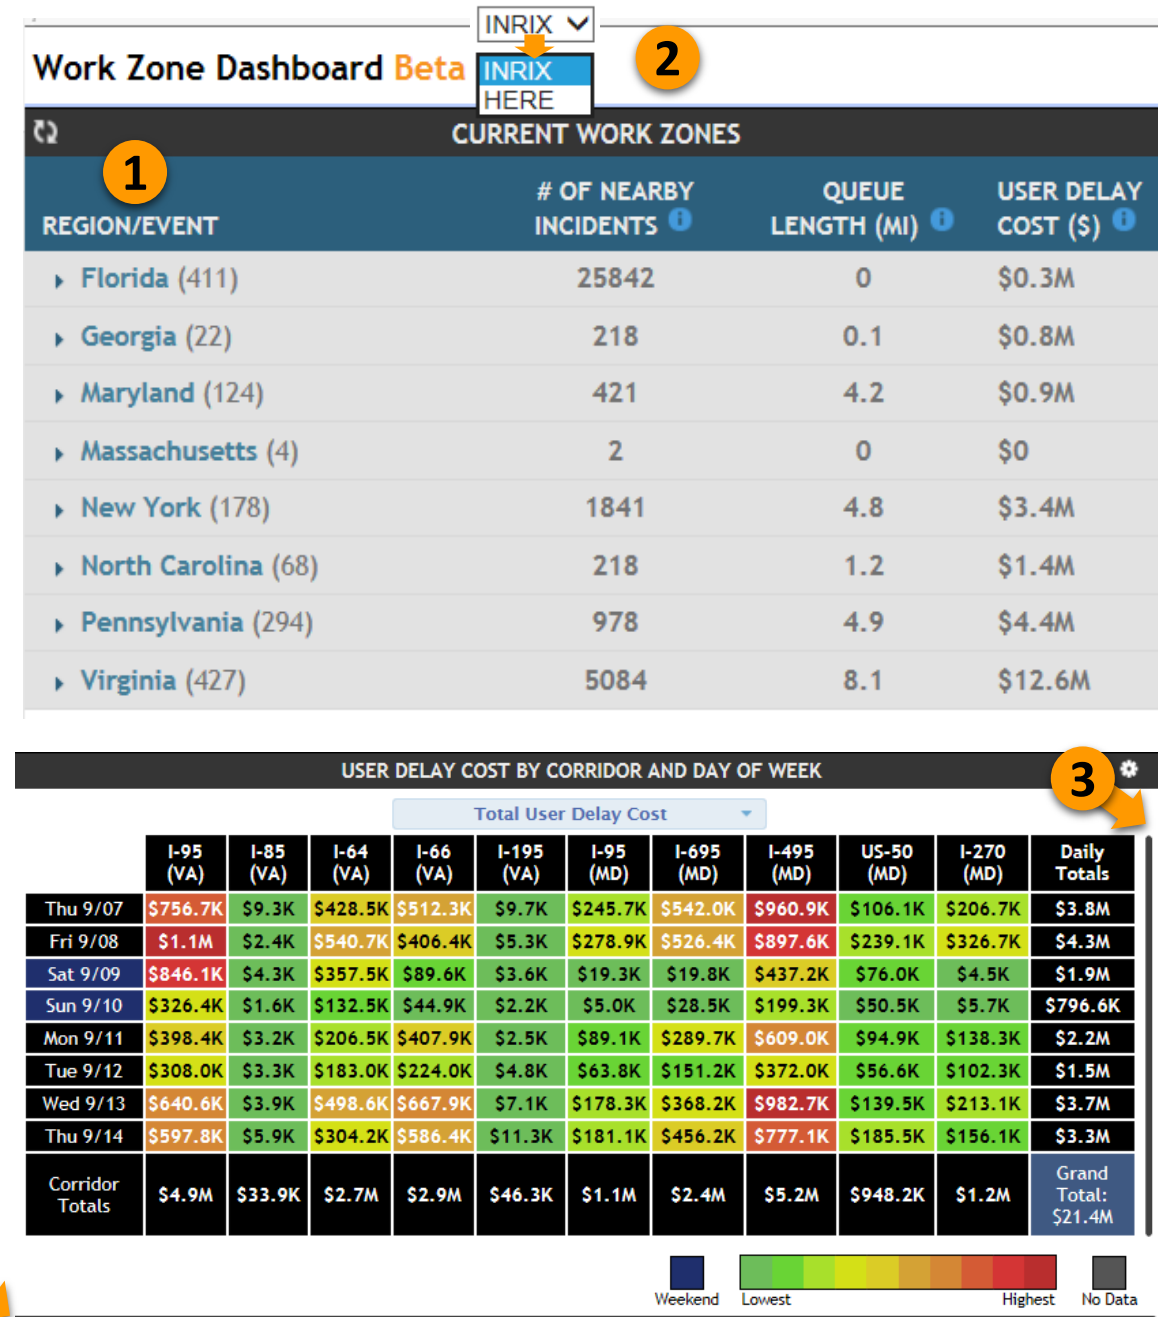 INRIX
2
Work Zone Dashboard Beta
INRIX
HERE
CURRENT WORK ZONES
1
REGION/EVENT # OF NEARBY INCIDENTS QUEUE LENGTH (MI) USER DELAY COST ($)
Florida (411) 25842 0 $0.3M
Georgia (22) 218 0.1 $0.8M
Maryland (124) 421 4.2 $0.9M
Massachusetts (4) 2 0 $0
New York (178) 1841 4.8 $3.4M
North Carolina (68) 218 1.2 $1.4M
Pennsylvania (294) 978 4.9 $4.4M
Virginia (427) 5084 8.1 $12.6M
USER DELAY COST BY CORRIDOR AND DAY OF WEEK
3
Total User Delay Cost
I-95 (VA) I-85 (VA) I-64 (VA) I-66 (VA) I-195 (VA) I-95 (MD) I-695 (MD) I-495 (MD) US-50 (MD) I-270 (MD) Daily Totals
Thu 9/07 $756.7K $9.3K $428.5K $512.3K $9.7K $245.7K $542.0K $960.9K $106.1K $206.7K $3.8M
Fri 9/08 $1.1M $2.4K $540.7K $406.4K $5.3K $278.9K $526.4K $897.6K $239.1K $326.7K $4.3M
Sat 9/09 $846.1K $4.3K $357.5K $89.6K $3.6K $19.3K $19.8K $437.2K $76.0K $4.5K $1.9M
Sun 9/10 $326.4K $1.6K $132.5K $44.9K $2.2K $5.0K $28.5K $199.3K $50.5K $5.7K $796.6K
Mon 9/11 $398.4K $3.2K $206.5K $407.9K $2.5K $89.1K $289.7K $609.0K $94.9K $138.3K $2.2M
Tue 9/12 $308.0K $3.3K $183.0K $224.0K $4.8K $63.8K $151.2K $372.0K $56.6K $102.3K $1.5M
Wed 9/13 $640.6K $3.9K $498.6K $667.9K $7.1K $178.3K $368.2K $982.7K $139.5K $213.1K $3.7M
Thu 9/14 $597.8K $5.9K $304.2K $586.4K $11.3K $181.1K $456.2K $777.1K $185.5K $156.1K $3.3M
Corridor Totals $4.9M $33.9K $2.7M $2.9M $46.3K $1.1M $2.4M $5.2M $948.2K $1.2M Grand Total: $21.4M
Weekend Lowest Highest No Data